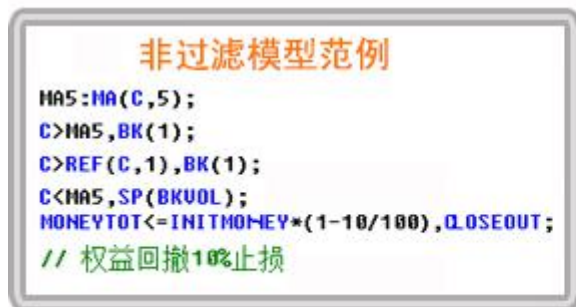 非过滤模型范例
MA5:MA(C,5);
C>MA5,BK(1);
C>REF(C,1),BK(1);
C<MA5,SP(BKVOL);
MONEYTOT<=INITMONEY*(1-10/100),CLOSEOUT;
// 权益回撤10%止损